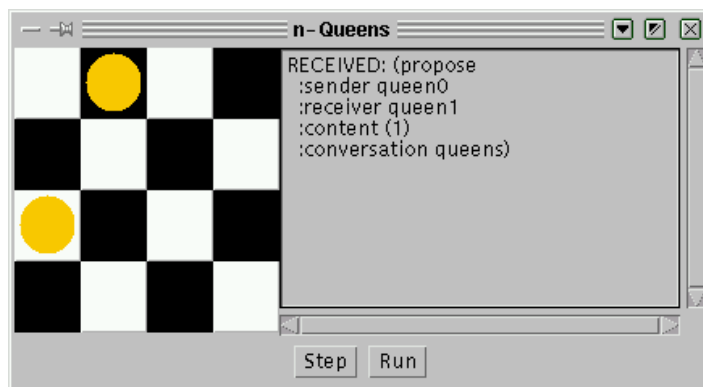 n-Queens
RECEIVED: (propose
:sender queen0
:receiver queen1
:content (1)
:conversation queens)
Step
Run